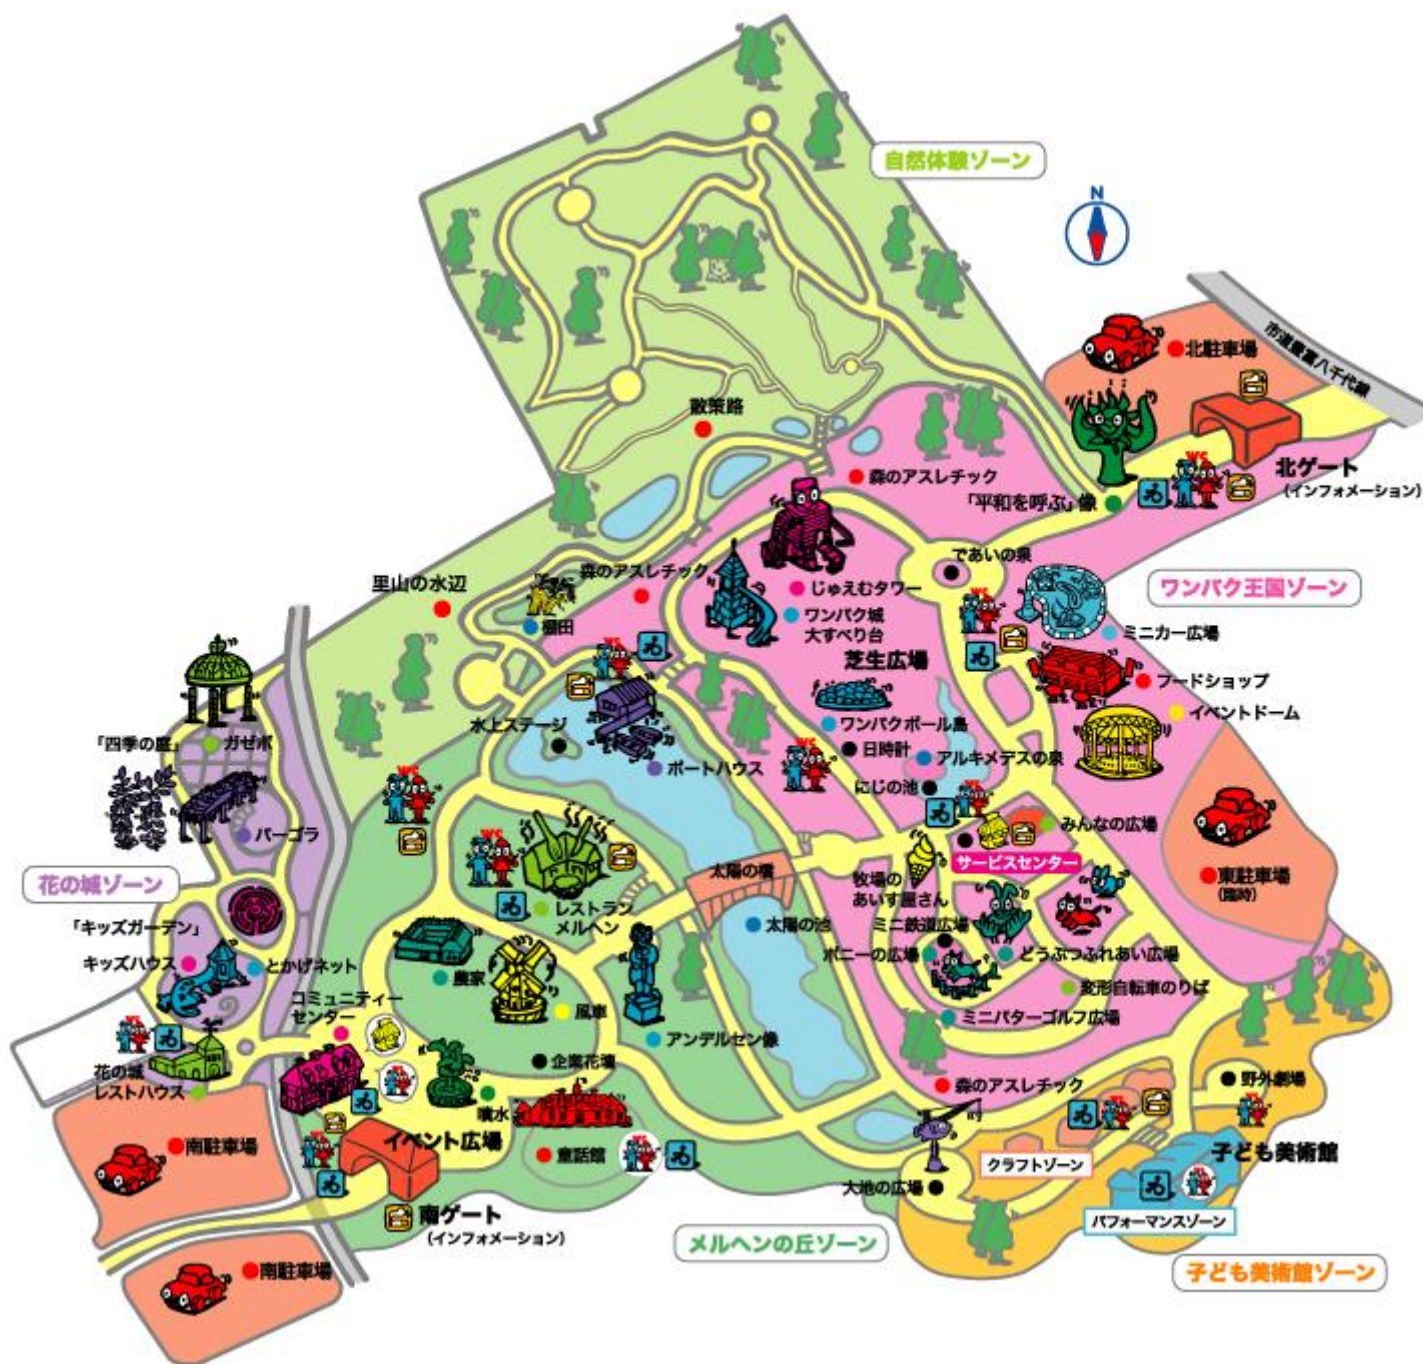 自然体験ゾーン
N
北駐車場
散策路
森のアスレチック
北ゲート
(インフォメーション)
「平和を呼ぶ」像
であいの泉
里山の水辺
森のアスレチック
じゅえむタワー
ワンパク王国ゾーン
ワンパク城
大すべり台
棚田
ミニカー広場
芝生広場
フードショップ
イベントドーム
水上ステージ
ワンパクボール島
「四季の庭」
ガゼボ
日時計
アルキメデスの泉
ボートハウス
にじの池
みんなの広場
パーゴラ
サービスセンター
太陽の橋
花の城ゾーン
牧場の
あいす屋さん
東駐車場
(臨時)
レストラン
メルヘン
ミニ鉄道広場
太陽の池
「キッズガーデン」
ポニーの広場
どうぶつふれあい広場
キッズハウス
とかげネット
農家
変形自転車のりば
コミュニティー
センター
風車
ミニパターゴルフ広場
アンデルセン像
企業花壇
花の城
レストハウス
森のアスレチック
野外劇場
噴水
イベント広場
南駐車場
童話館
クラフトゾーン
子ども美術館
大地の広場
南ゲート
(インフォメーション)
パフォーマンスゾーン
メルヘンの丘ゾーン
南駐車場
子ども美術館ゾーン
WC
WC
WC
WC
WC
WC